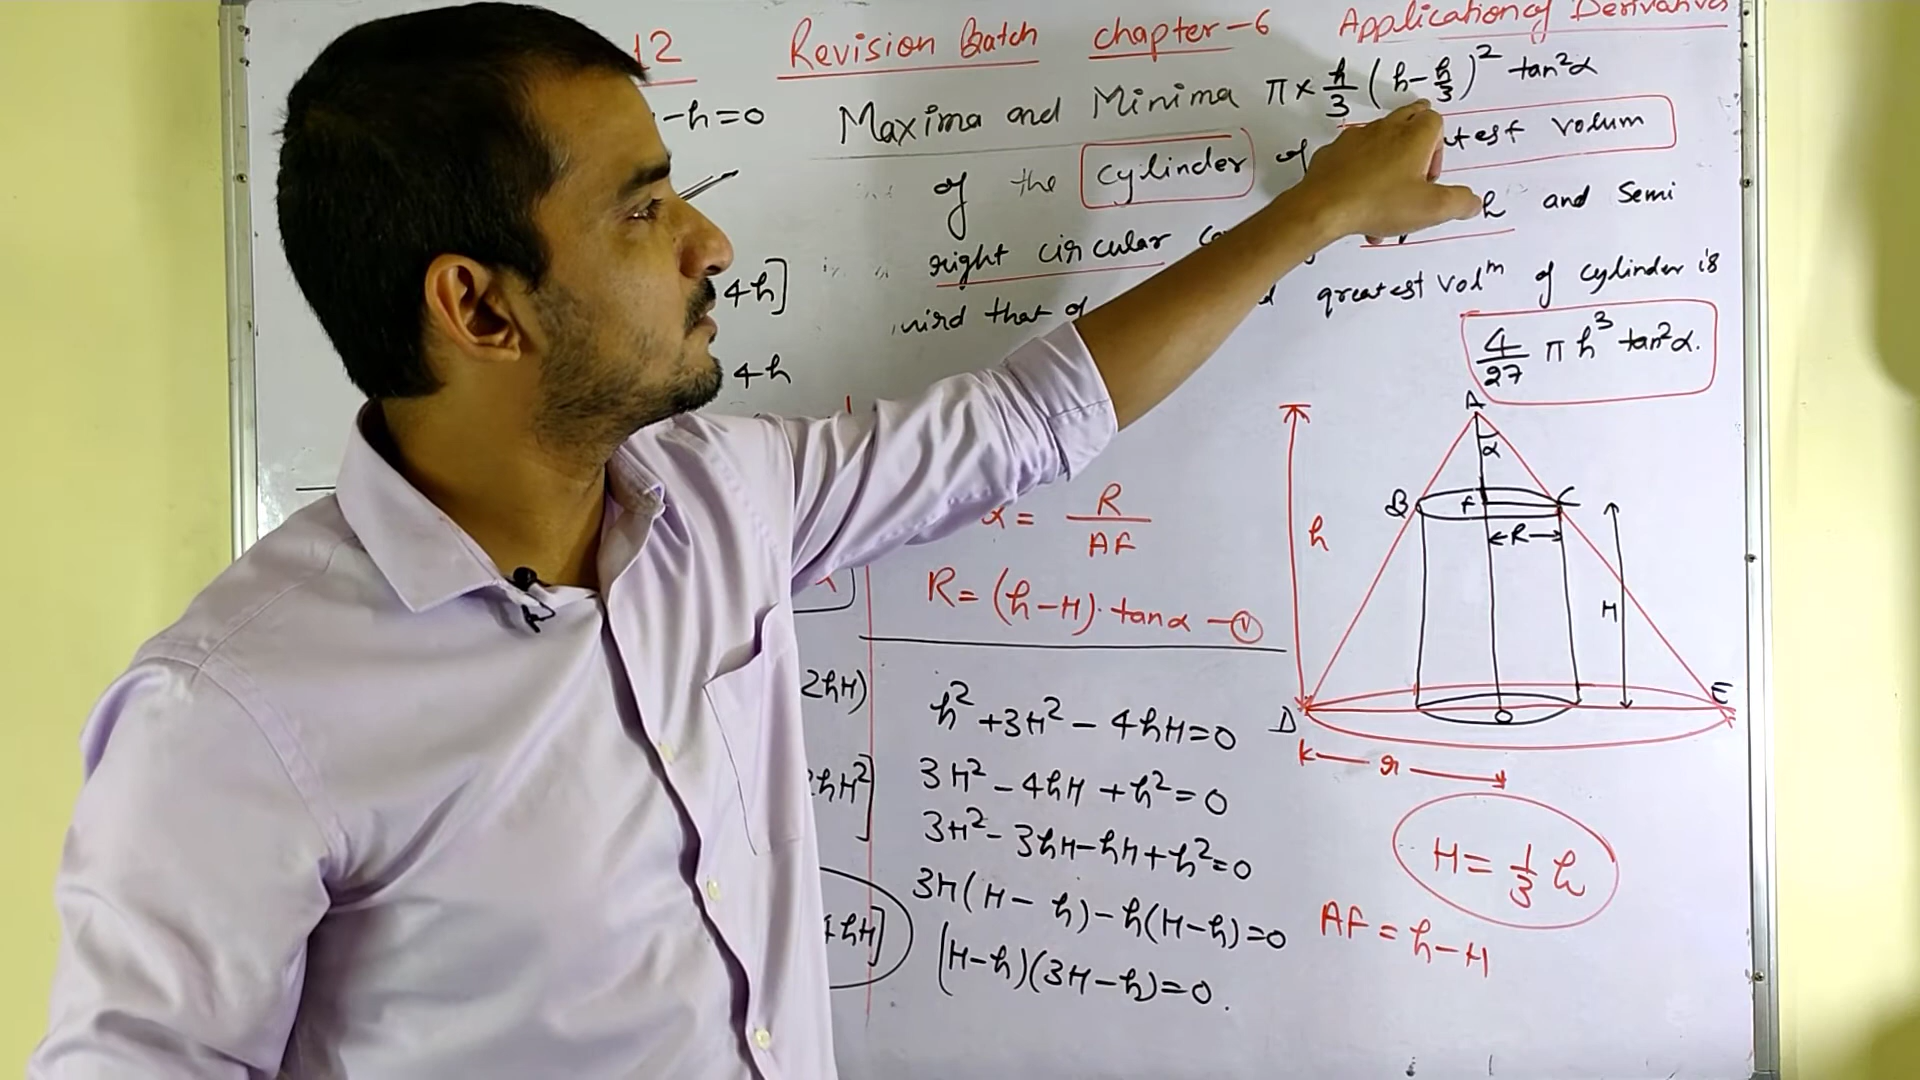 12 Revision Batch chapter-6 Application of Derivatives
-h=0 Maxima and Minima π× h/3 (h-h/3)² tan²α
of the cylinder of volum
right circular h and Semi
4h] that greatest volᵐ of cylinder is
4/27 π h³ tan²α.
4h
A
α
B F C
←R→
h
H
D O E
r
α = R/AF
R=(h-H)·tanα -(V)
2hH)
h²+3H²-4hH=0
3H²-4hH+h²=0
hH²]
3H²-3hH-hH+h²=0
3H(H-h)-h(H-h)=0
hH]
(H-h)(3H-h)=0.
H=1/3 h
AF=h-H